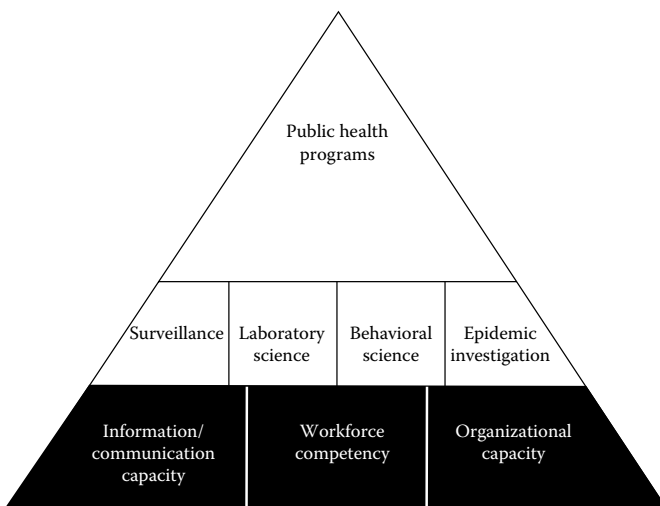 Public health
programs
Surveillance
Laboratory
science
Behavioral
science
Epidemic
investigation
Information/
communication
capacity
Workforce
competency
Organizational
capacity